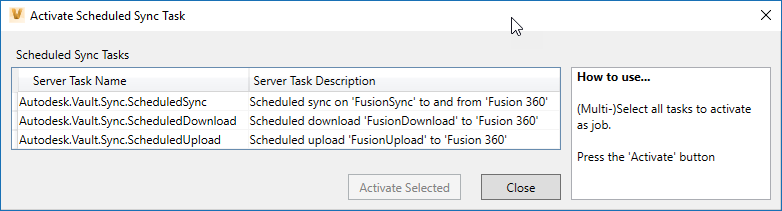 Activate Scheduled Sync Task
Scheduled Sync Tasks
Server Task Name Server Task Description
Autodesk.Vault.Sync.ScheduledSync Scheduled sync on 'FusionSync' to and from 'Fusion 360'
Autodesk.Vault.Sync.ScheduledDownload Scheduled download 'FusionDownload' to 'Fusion 360'
Autodesk.Vault.Sync.ScheduledUpload Scheduled upload 'FusionUpload' to 'Fusion 360'
How to use...
(Multi-)Select all tasks to activate
as job.
Press the 'Activate' button
Activate Selected Close